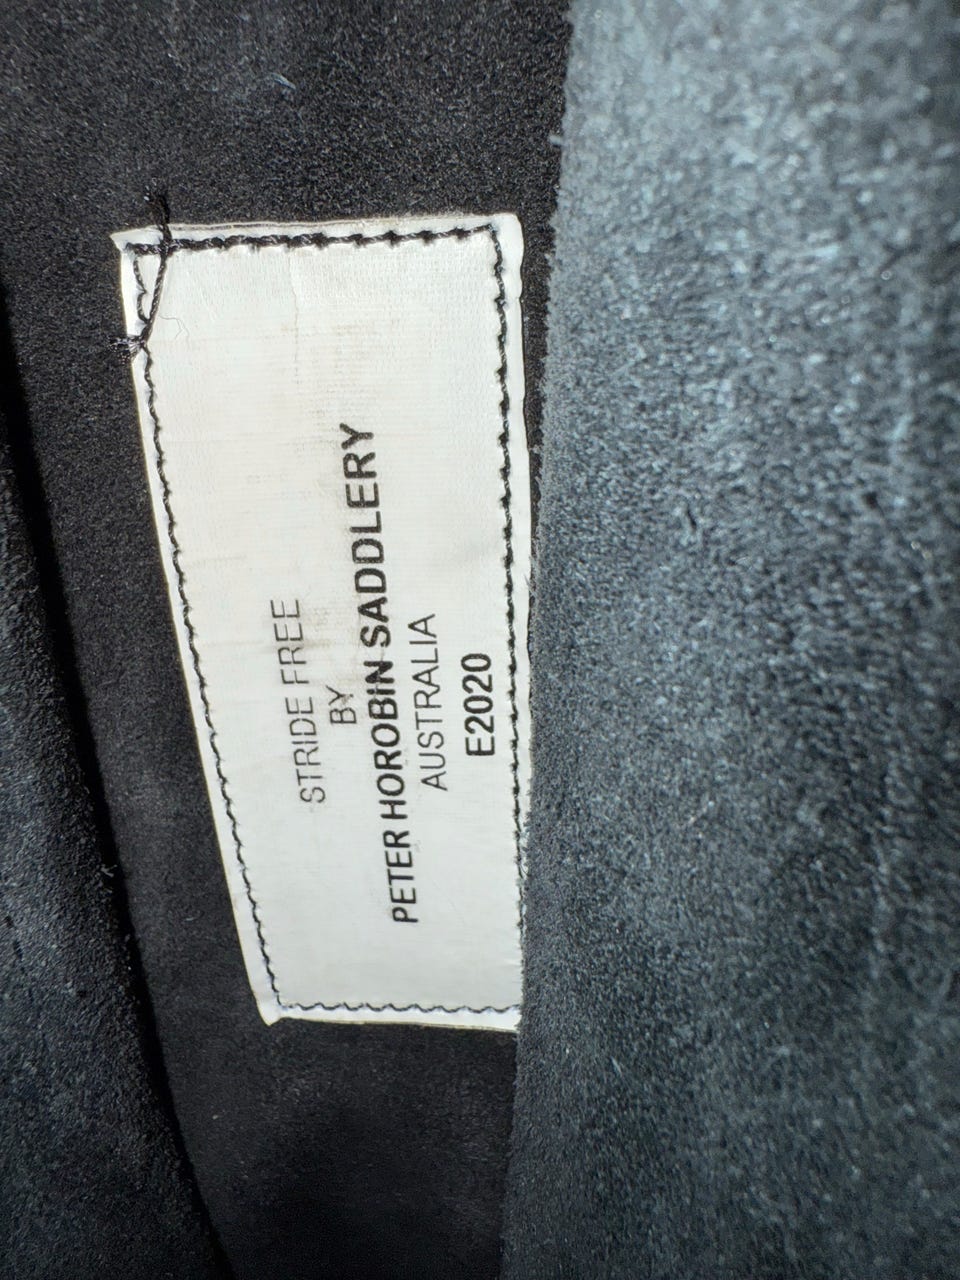 STRIDE FREE
BY
PETER HOROBIN SADDLERY
AUSTRALIA
E2020